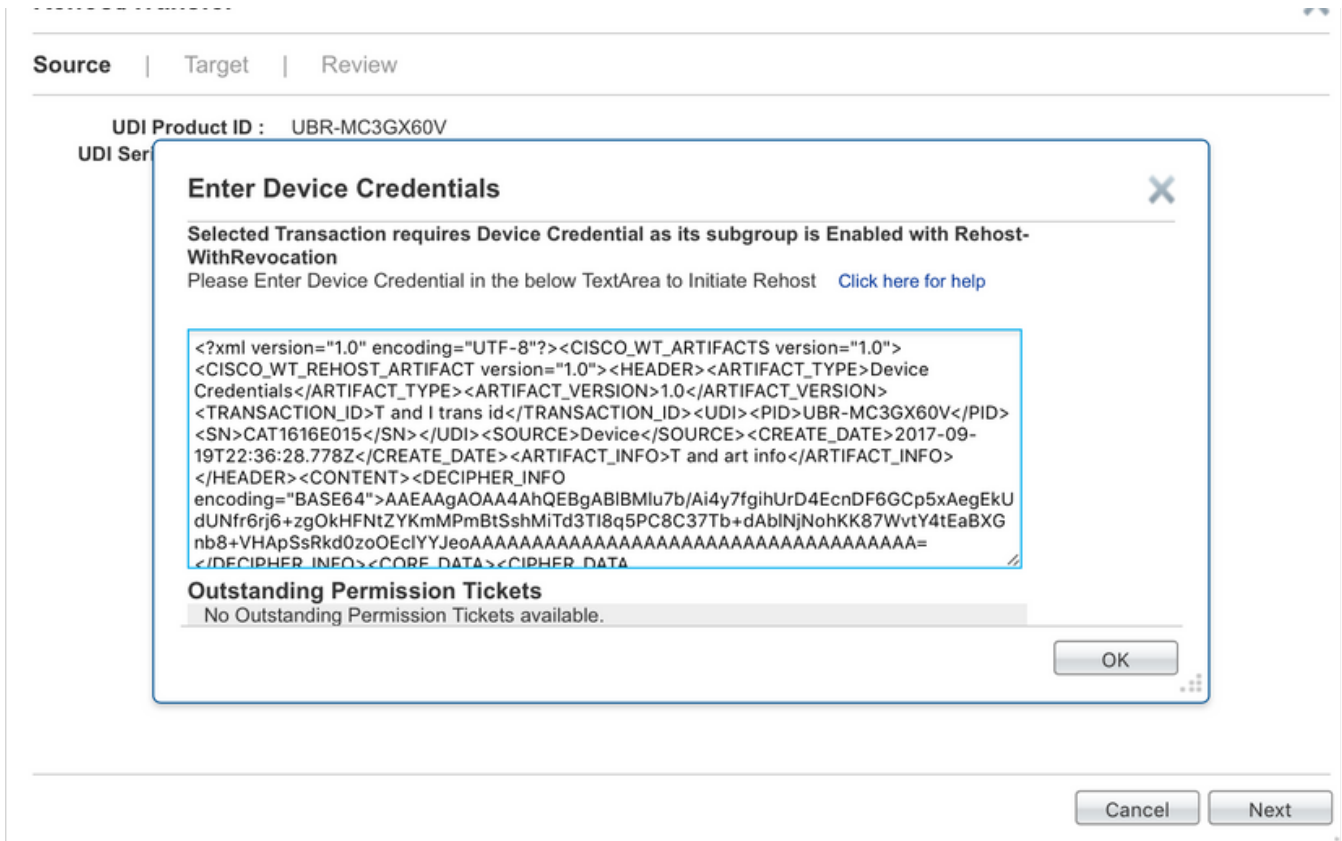 Source | Target | Review
UDI Product ID : UBR-MC3GX60V
UDI Seri
Enter Device Credentials
Selected Transaction requires Device Credential as its subgroup is Enabled with Rehost-
WithRevocation
Please Enter Device Credential in the below TextArea to Initiate Rehost Click here for help
<?xml version="1.0" encoding="UTF-8"?><CISCO_WT_ARTIFACTS version="1.0">
<CISCO_WT_REHOST_ARTIFACT version="1.0"><HEADER><ARTIFACT_TYPE>Device
Credentials</ARTIFACT_TYPE><ARTIFACT_VERSION>1.0</ARTIFACT_VERSION>
<TRANSACTION_ID>T and I trans id</TRANSACTION_ID><UDI><PID>UBR-MC3GX60V</PID>
<SN>CAT1616E015</SN></UDI><SOURCE>Device</SOURCE><CREATE_DATE>2017-09-
19T22:36:28.778Z</CREATE_DATE><ARTIFACT_INFO>T and art info</ARTIFACT_INFO>
</HEADER><CONTENT><DECIPHER_INFO
encoding="BASE64">AAEAAgAOAA4AhQEBgABlBMlu7b/Ai4y7fgihUrD4EcnDF6GCp5xAegEkU
dUNfr6rj6+zgOkHFNtZYKmMPmBtSshMiTd3TI8q5PC8C37Tb+dAblNjNohKK87WvtY4tEaBXG
nb8+VHApSsRkd0zoOEclYYJeoAAAAAAAAAAAAAAAAAAAAAAAAAAAAAAAAAAAAA=
</DECIPHER_INFO><CORE_DATA><CIPHER_DATA
Outstanding Permission Tickets
No Outstanding Permission Tickets available.
OK
Cancel Next